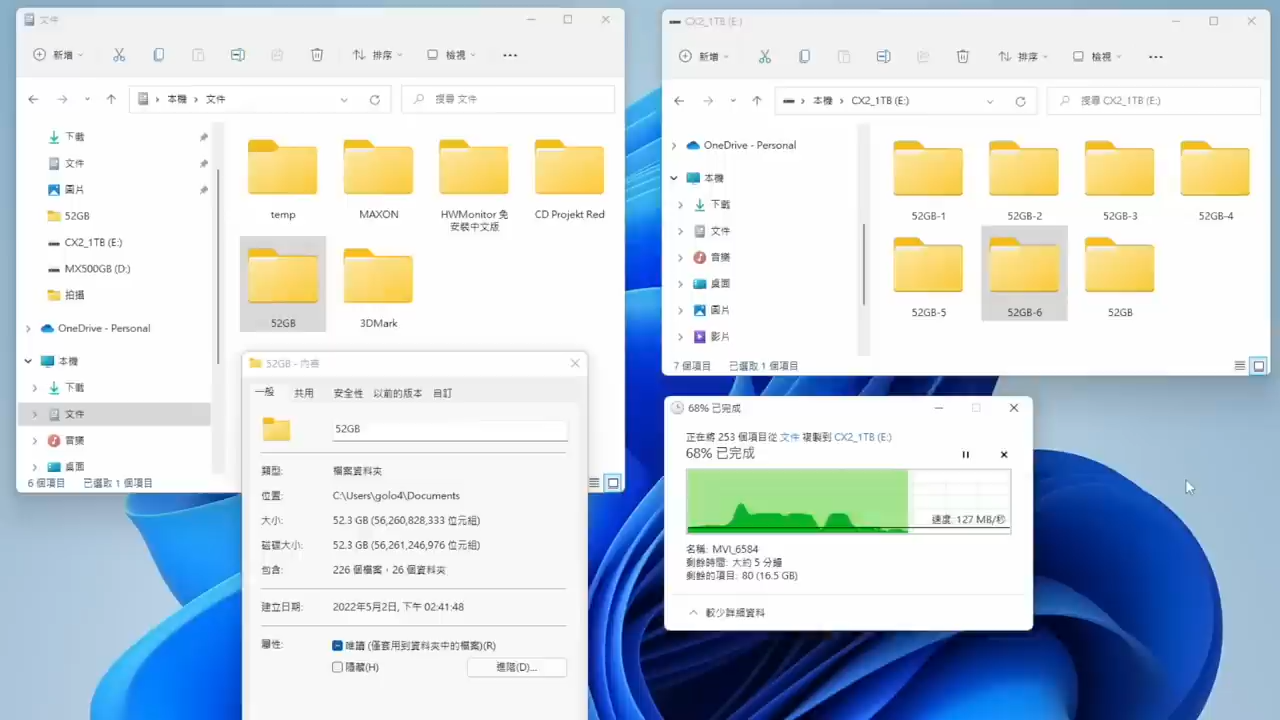 文件
新增
排序
檢視
本機 › 文件
搜尋 文件
下載
文件
圖片
52GB
CX2_1TB (E:)
MX500GB (D:)
拍攝
OneDrive - Personal
本機
下載
文件
音樂
桌面
temp
MAXON
HWMonitor 免
安裝中文版
CD Projekt Red
52GB
3DMark
6 個項目
已選取 1 個項目
CX2_1TB (E:)
新增
排序
檢視
本機 › CX2_1TB (E:)
搜尋 CX2_1TB (E:)
OneDrive - Personal
本機
下載
文件
音樂
桌面
圖片
影片
52GB-1
52GB-2
52GB-3
52GB-4
52GB-5
52GB-6
52GB
7 個項目
已選取 1 個項目
52GB - 內容
一般
共用
安全性
以前的版本
自訂
52GB
類型: 檔案資料夾
位置: C:\Users\golo4\Documents
大小: 52.3 GB (56,260,828,333 位元組)
磁碟大小: 52.3 GB (56,261,246,976 位元組)
包含: 226 個檔案，26 個資料夾
建立日期: 2022年5月2日, 下午 02:41:48
屬性: 唯讀 (僅套用到資料夾中的檔案)(R)
隱藏(H)
進階(D)...
68% 已完成
正在將 253 個項目從 文件 複製到 CX2_1TB (E:)
68% 已完成
速度: 127 MB/秒
名稱: MVI_6584
剩餘時間: 大約 5 分鐘
剩餘的項目: 80 (16.5 GB)
較少詳細資料